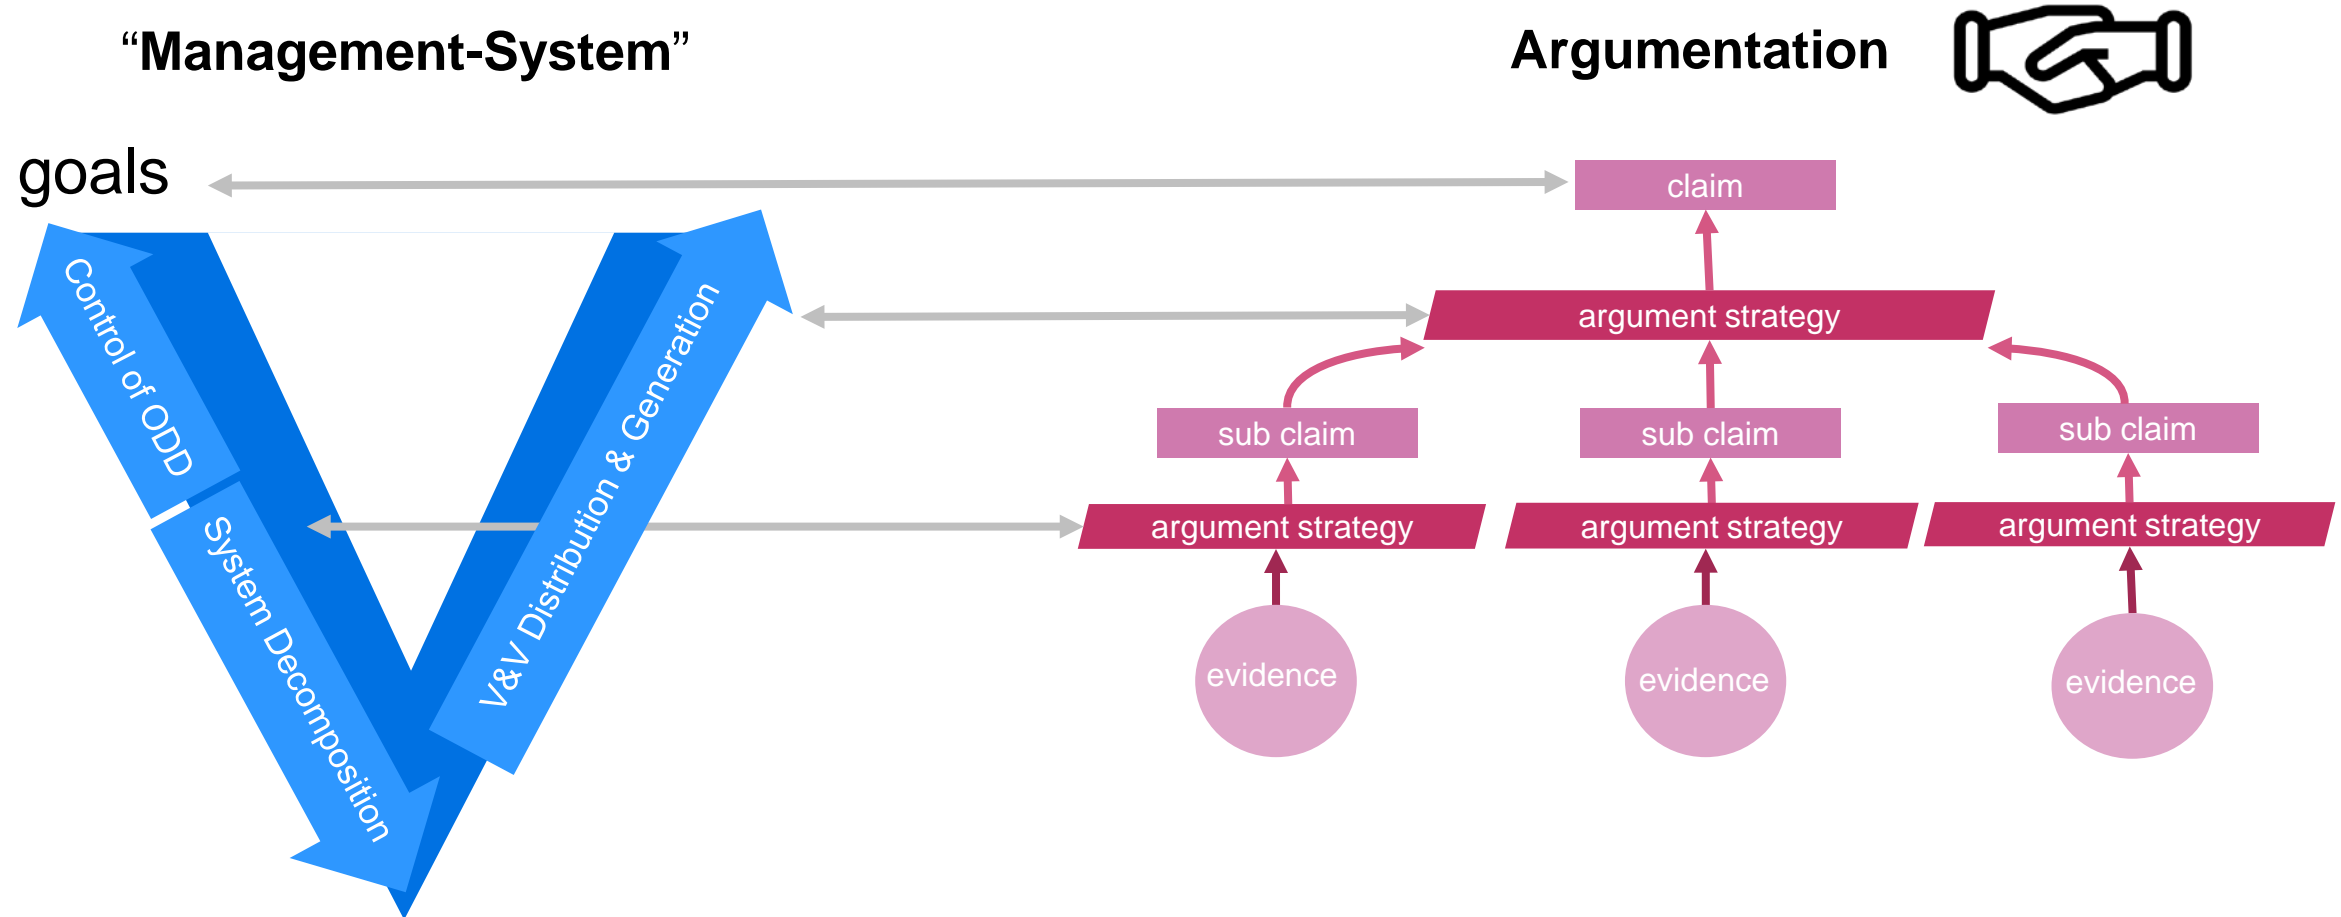 “Management-System”
Argumentation
goals
claim
Control of ODD
System Decomposition
V&V Distribution & Generation
argument strategy
sub claim
sub claim
sub claim
argument strategy
argument strategy
argument strategy
evidence
evidence
evidence